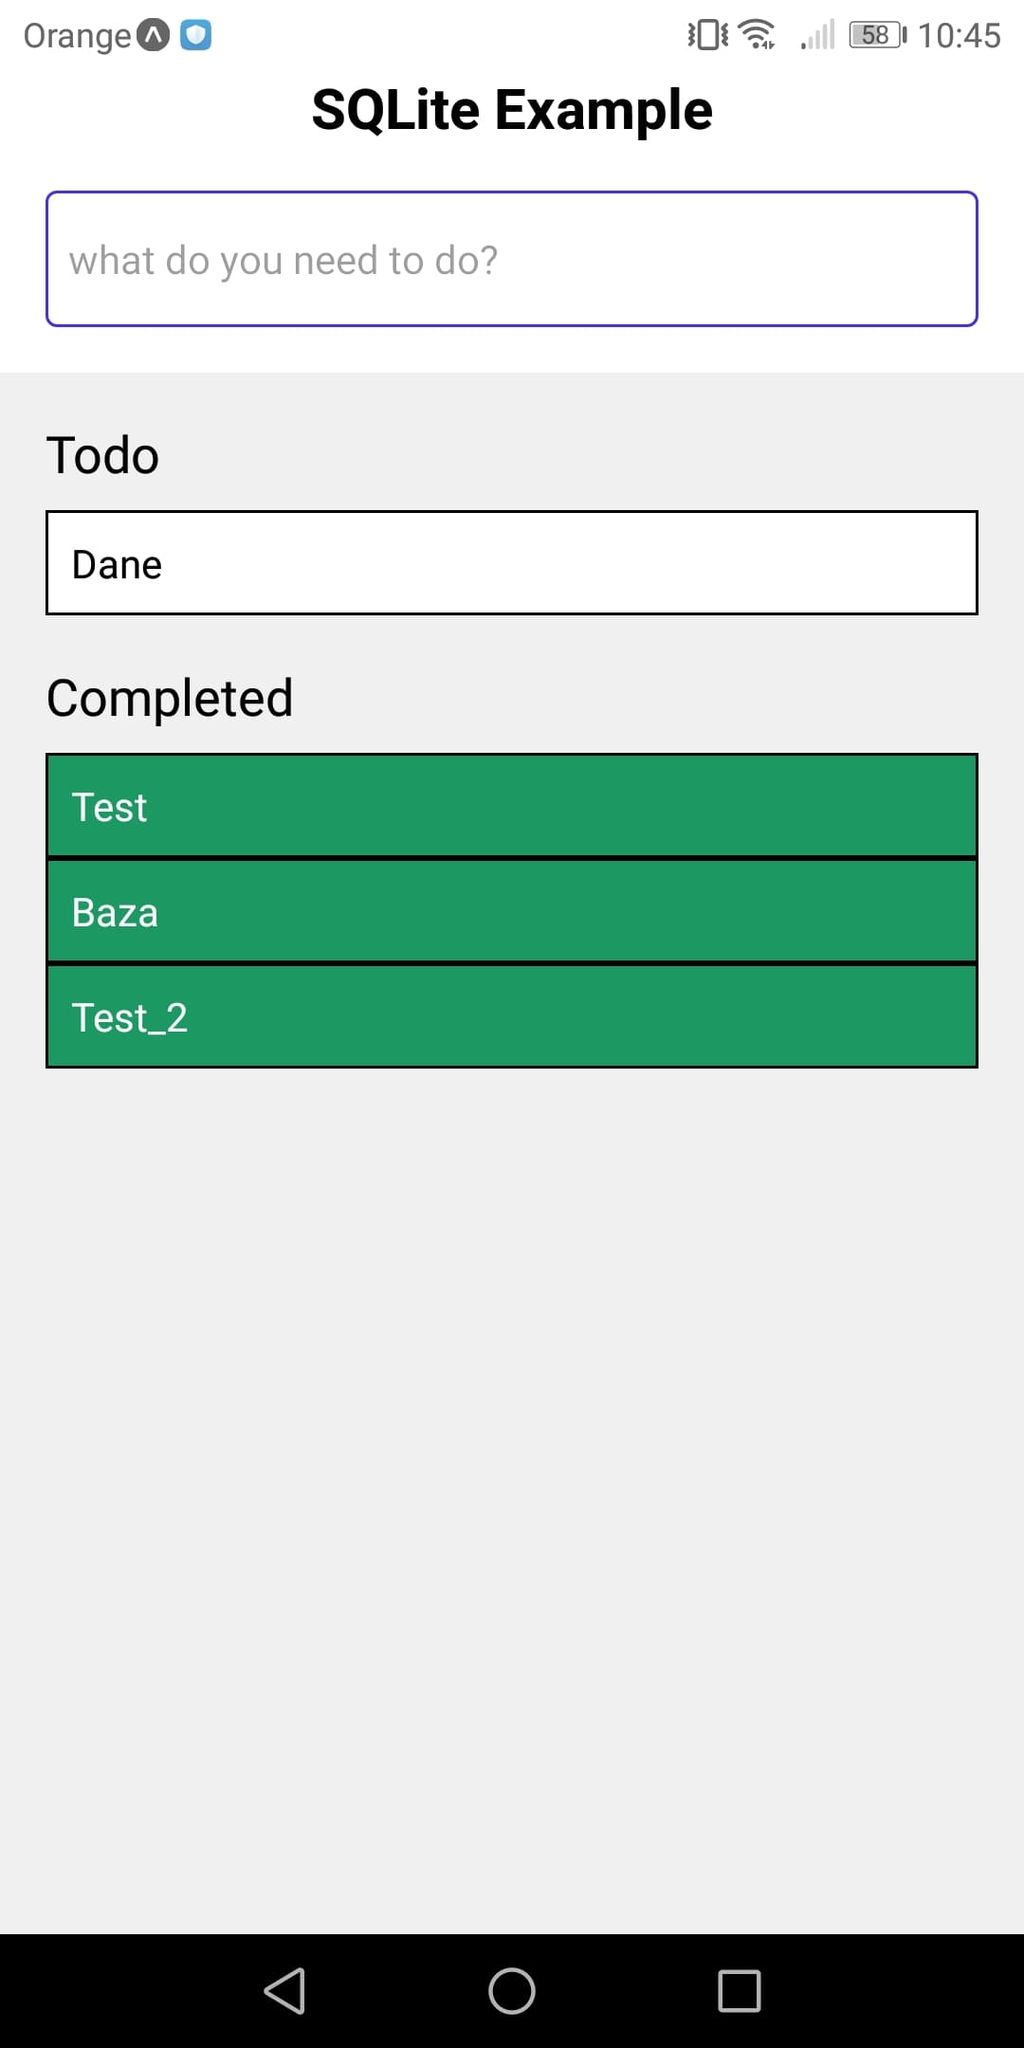 Orange 58 10:45
SQLite Example
what do you need to do?
Todo
Dane
Completed
Test
Baza
Test_2